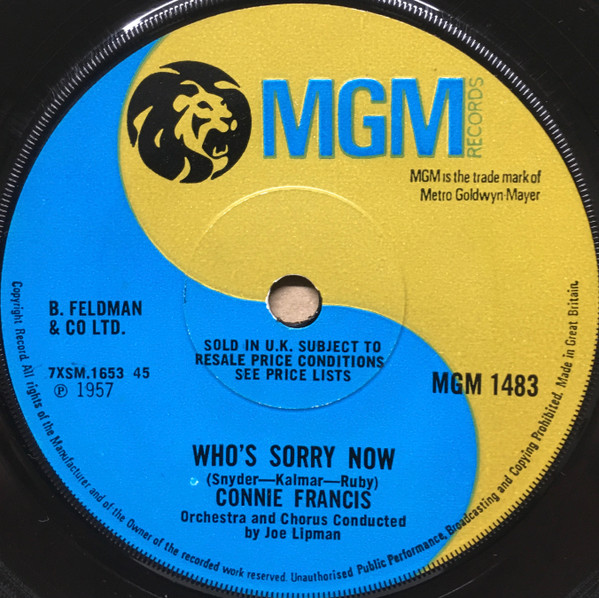 MGM
RECORDS
MGM is the trade mark of
Metro Goldwyn-Mayer
B. FELDMAN
& CO LTD.
7XSM.1653 45
℗ 1957
SOLD IN U.K. SUBJECT TO
RESALE PRICE CONDITIONS
SEE PRICE LISTS
MGM 1483
WHO'S SORRY NOW
(Snyder—Kalmar—Ruby)
CONNIE FRANCIS
Orchestra and Chorus Conducted
by Joe Lipman
Copyright Record. All rights of the Manufacturer and of the Owner of the recorded work reserved. Unauthorised Public Performance, Broadcasting and Copying Prohibited. Made in Great Britain.